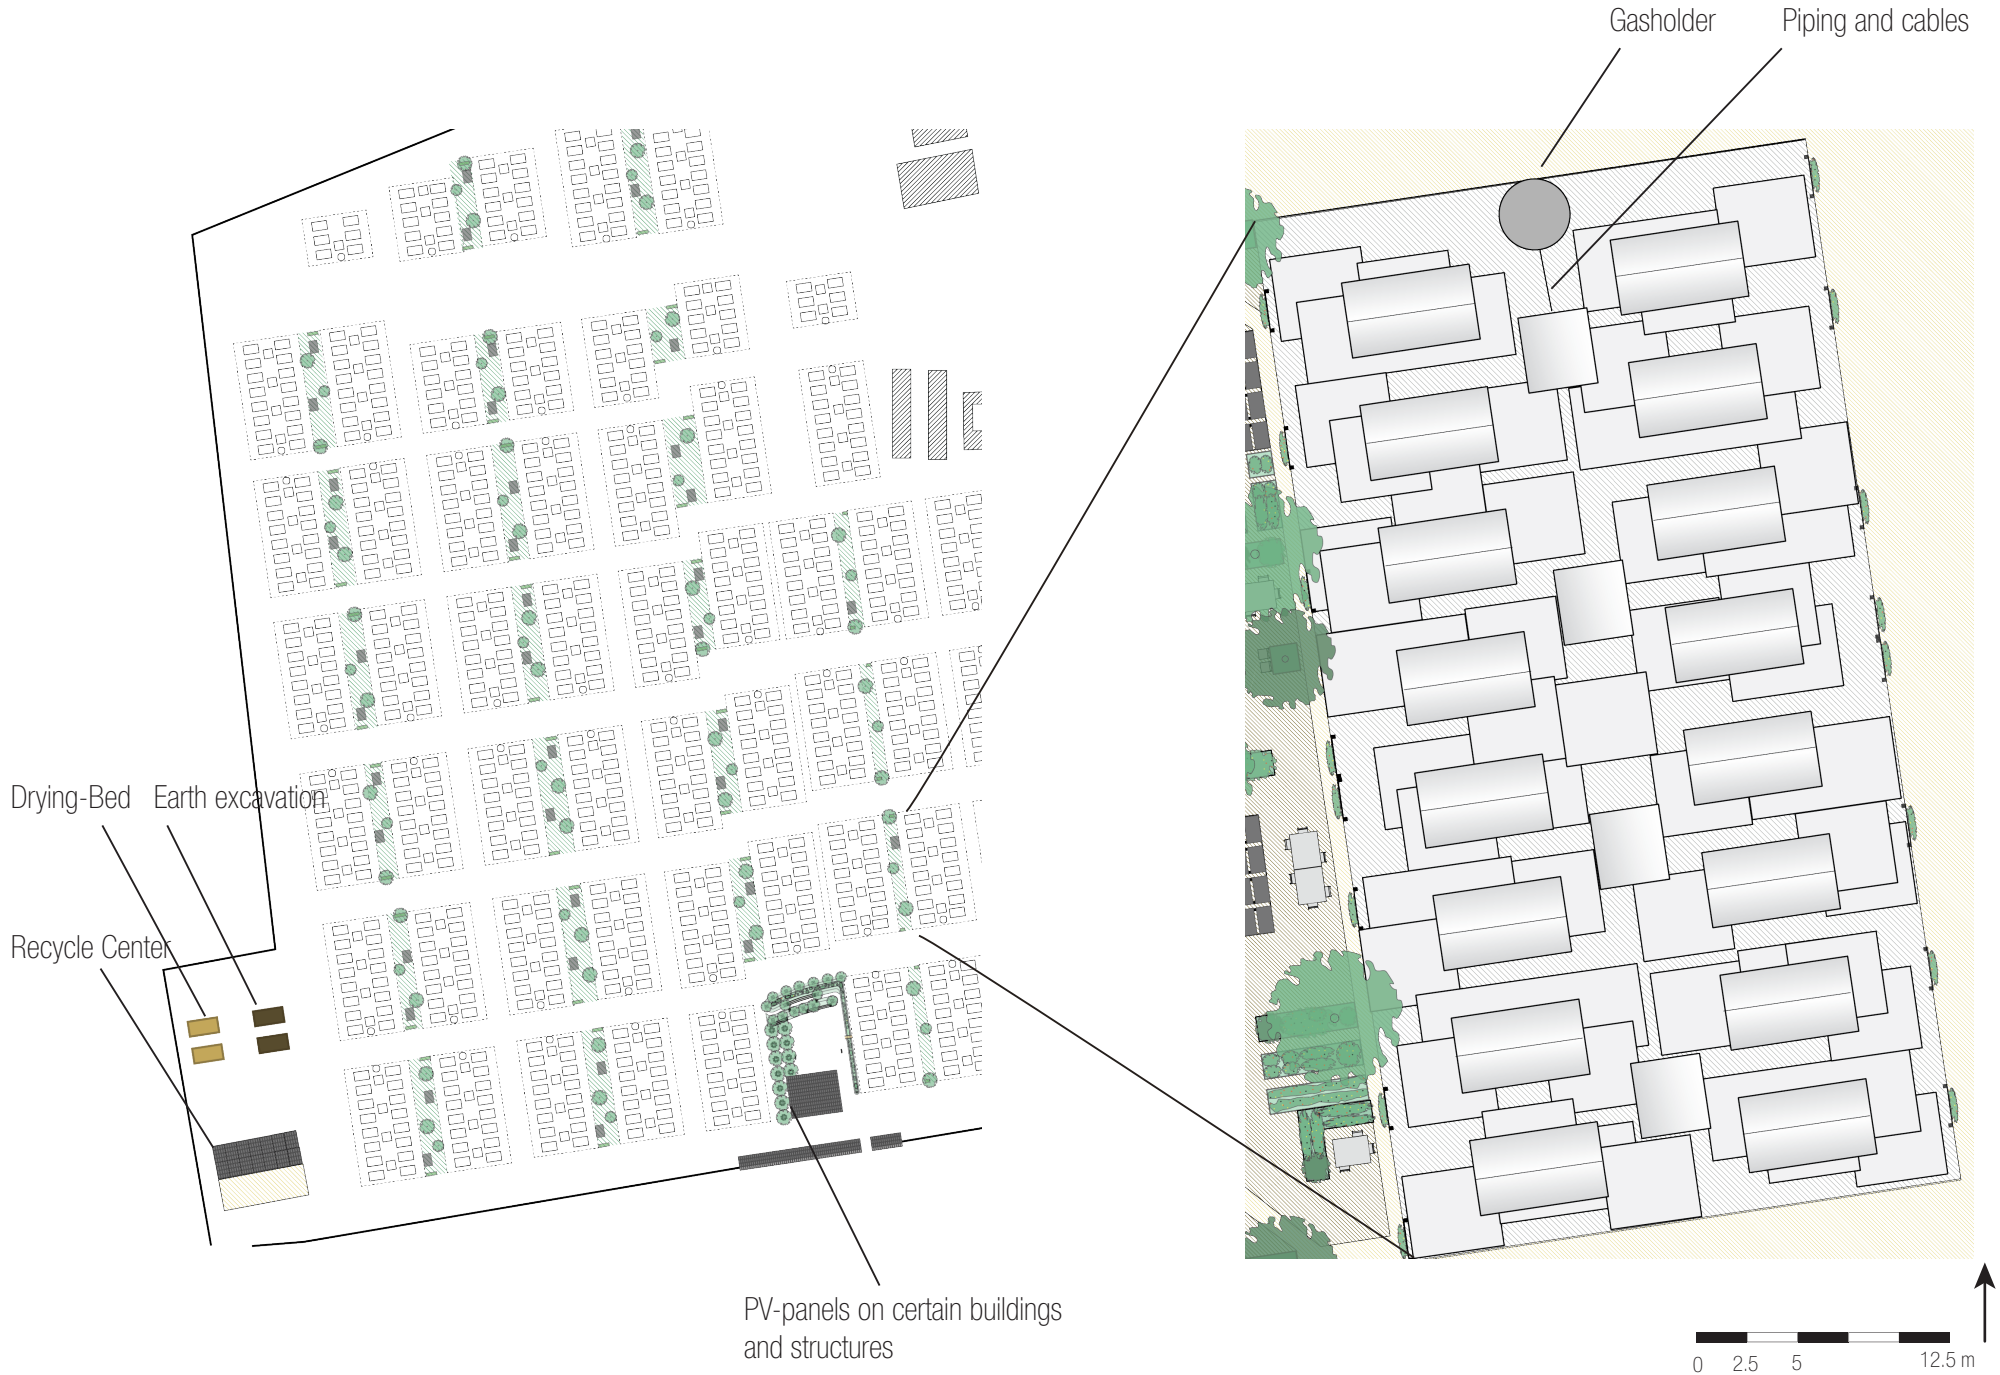 Gasholder
Piping and cables
Drying-Bed
Earth excavation
Recycle Center
PV-panels on certain buildings
and structures
0
2.5
5
12.5 m